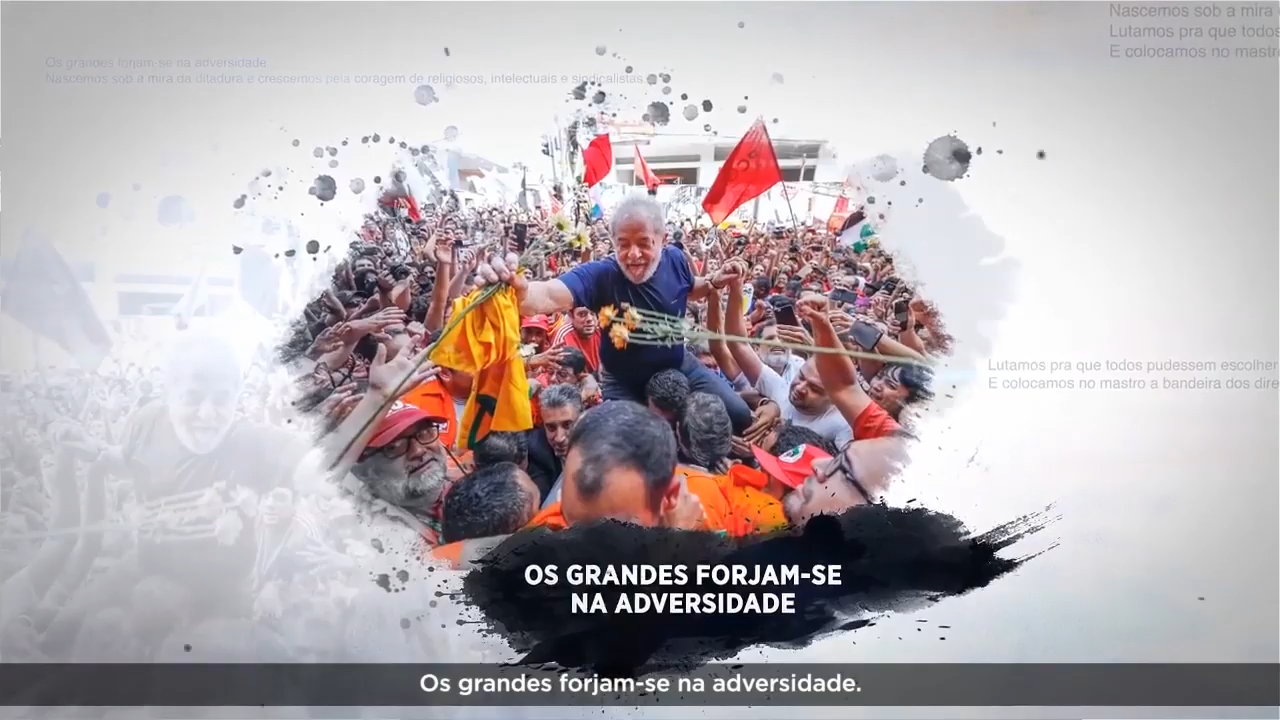 Nascemos sob a mira
Lutamos pra que todos
E colocamos no mastr
Os grandes forjam-se na adversidade
Nascemos sob a mira da ditadura e crescemos pela coragem de religiosos, intelectuais e sindicalistas
Lutamos pra que todos pudessem escolher
E colocamos no mastro a bandeira dos dire
OS GRANDES FORJAM-SE
NA ADVERSIDADE
Os grandes forjam-se na adversidade.